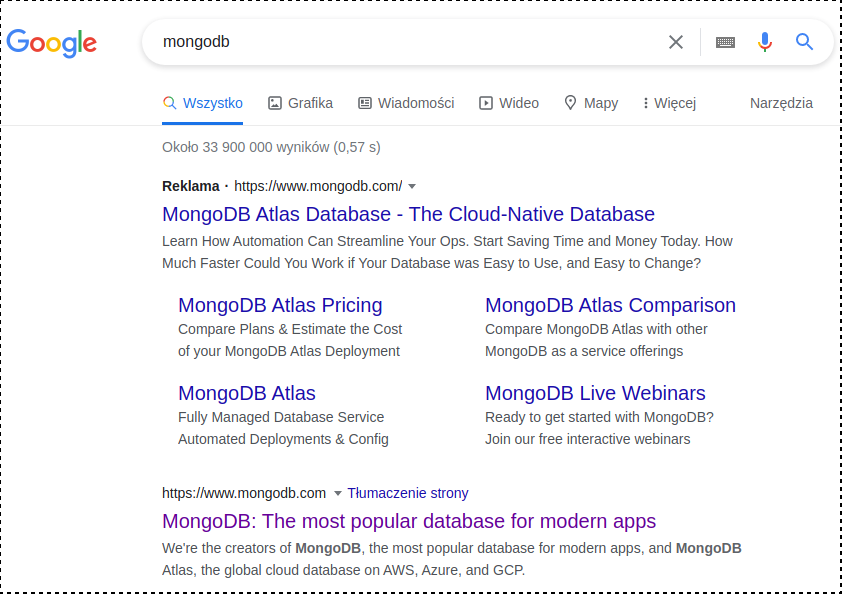 Google
mongodb
Wszystko Grafika Wiadomości Wideo Mapy Więcej Narzędzia
Około 33 900 000 wyników (0,57 s)
Reklama · https://www.mongodb.com/
MongoDB Atlas Database - The Cloud-Native Database
Learn How Automation Can Streamline Your Ops. Start Saving Time and Money Today. How
Much Faster Could You Work if Your Database was Easy to Use, and Easy to Change?
MongoDB Atlas Pricing
Compare Plans & Estimate the Cost
of your MongoDB Atlas Deployment
MongoDB Atlas Comparison
Compare MongoDB Atlas with other
MongoDB as a service offerings
MongoDB Atlas
Fully Managed Database Service
Automated Deployments & Config
MongoDB Live Webinars
Ready to get started with MongoDB?
Join our free interactive webinars
https://www.mongodb.com Tłumaczenie strony
MongoDB: The most popular database for modern apps
We're the creators of MongoDB, the most popular database for modern apps, and MongoDB
Atlas, the global cloud database on AWS, Azure, and GCP.